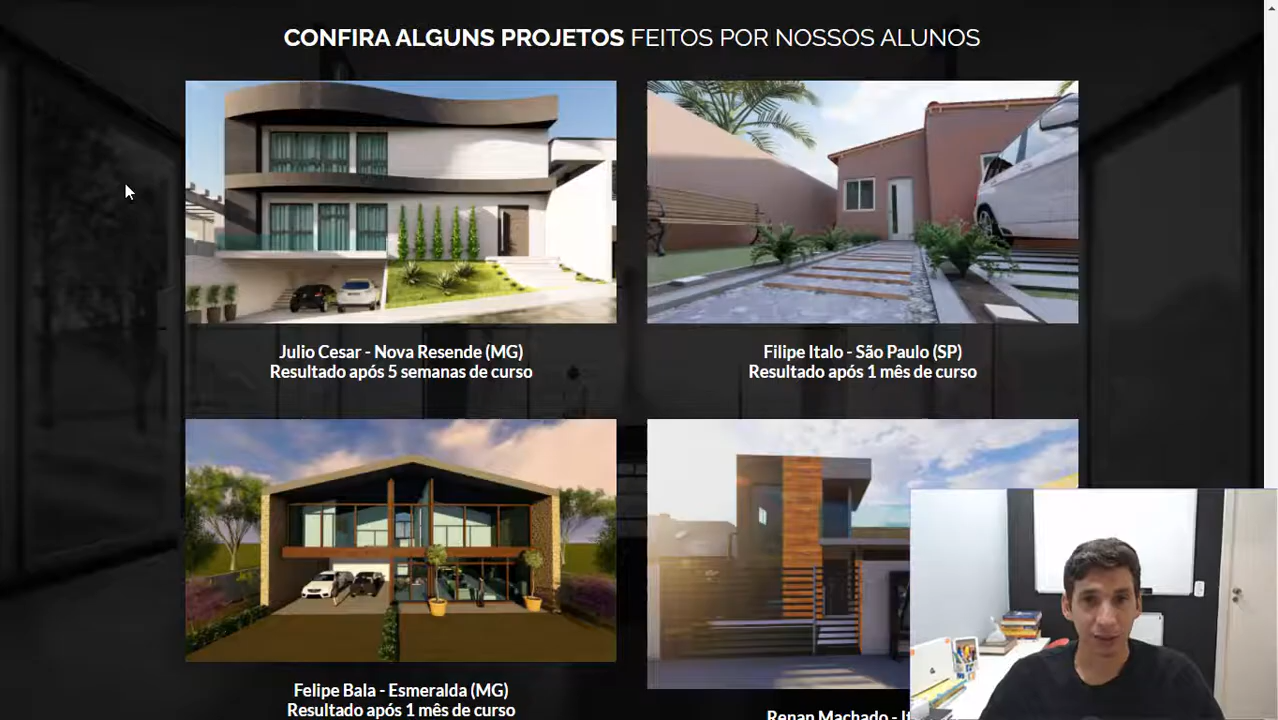 CONFIRA ALGUNS PROJETOS FEITOS POR NOSSOS ALUNOS
Julio Cesar - Nova Resende (MG)
Resultado após 5 semanas de curso
Filipe Italo - São Paulo (SP)
Resultado após 1 mês de curso
Felipe Bala - Esmeralda (MG)
Resultado após 1 mês de curso
Renan Machado -